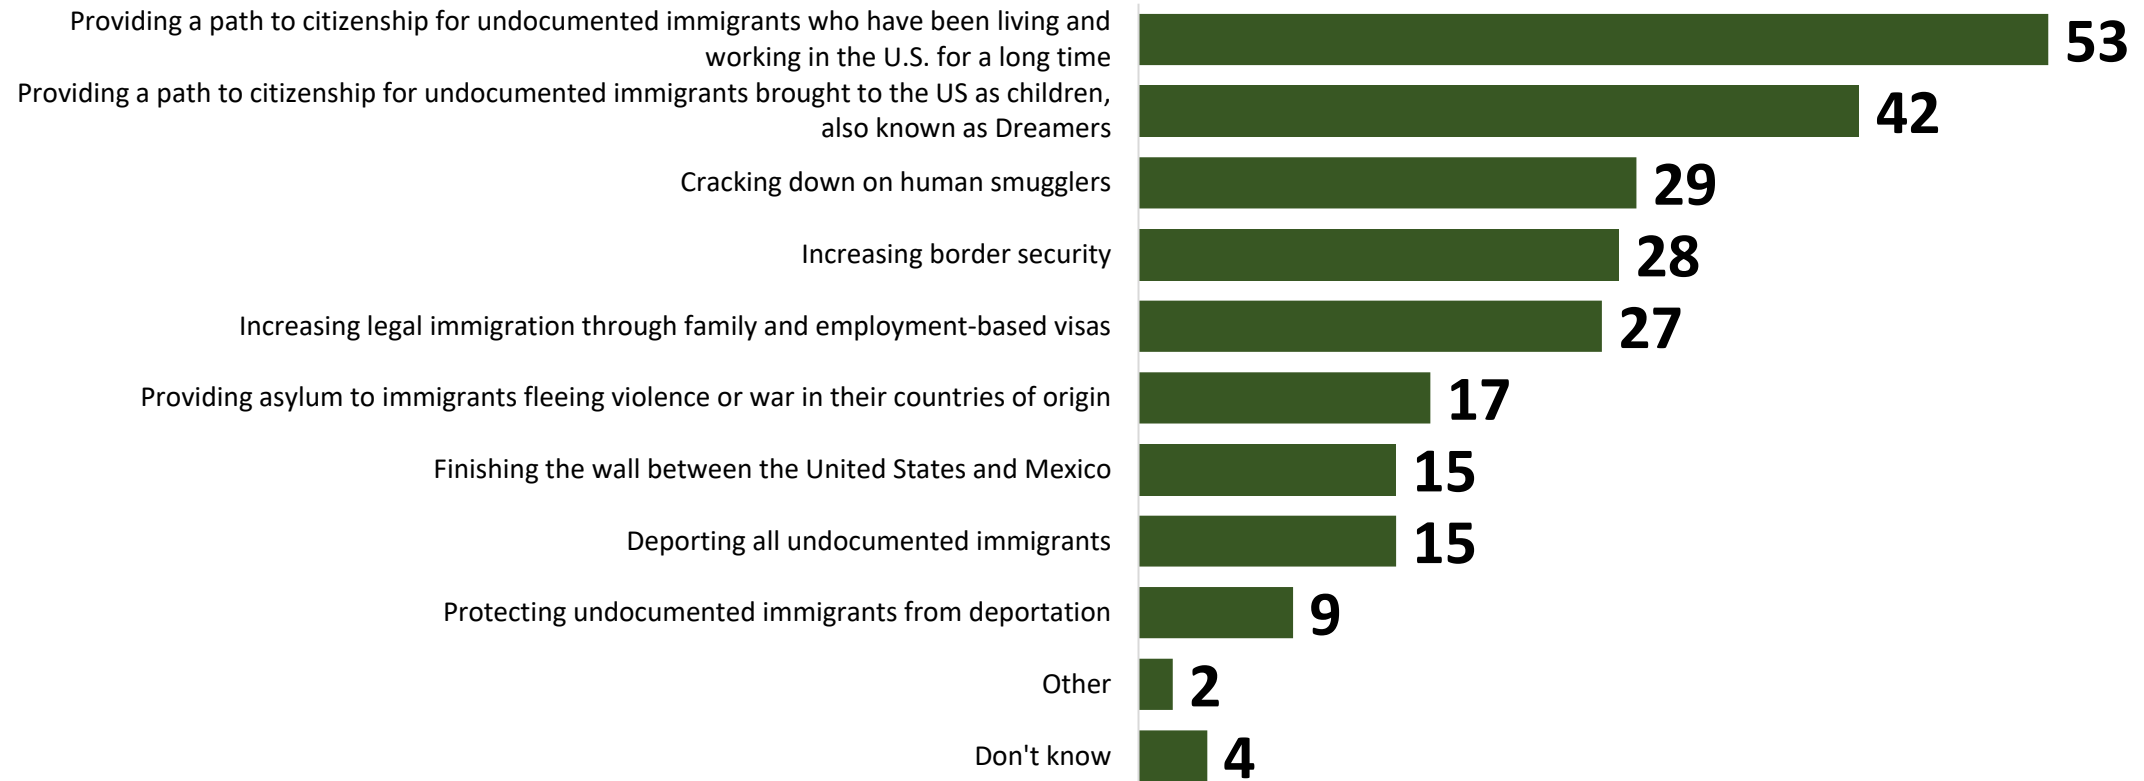 Providing a path to citizenship for undocumented immigrants who have been living and
working in the U.S. for a long time
53
Providing a path to citizenship for undocumented immigrants brought to the US as children,
also known as Dreamers
42
Cracking down on human smugglers
29
Increasing border security
28
Increasing legal immigration through family and employment-based visas
27
Providing asylum to immigrants fleeing violence or war in their countries of origin
17
Finishing the wall between the United States and Mexico
15
Deporting all undocumented immigrants
15
Protecting undocumented immigrants from deportation
9
Other
2
Don't know
4